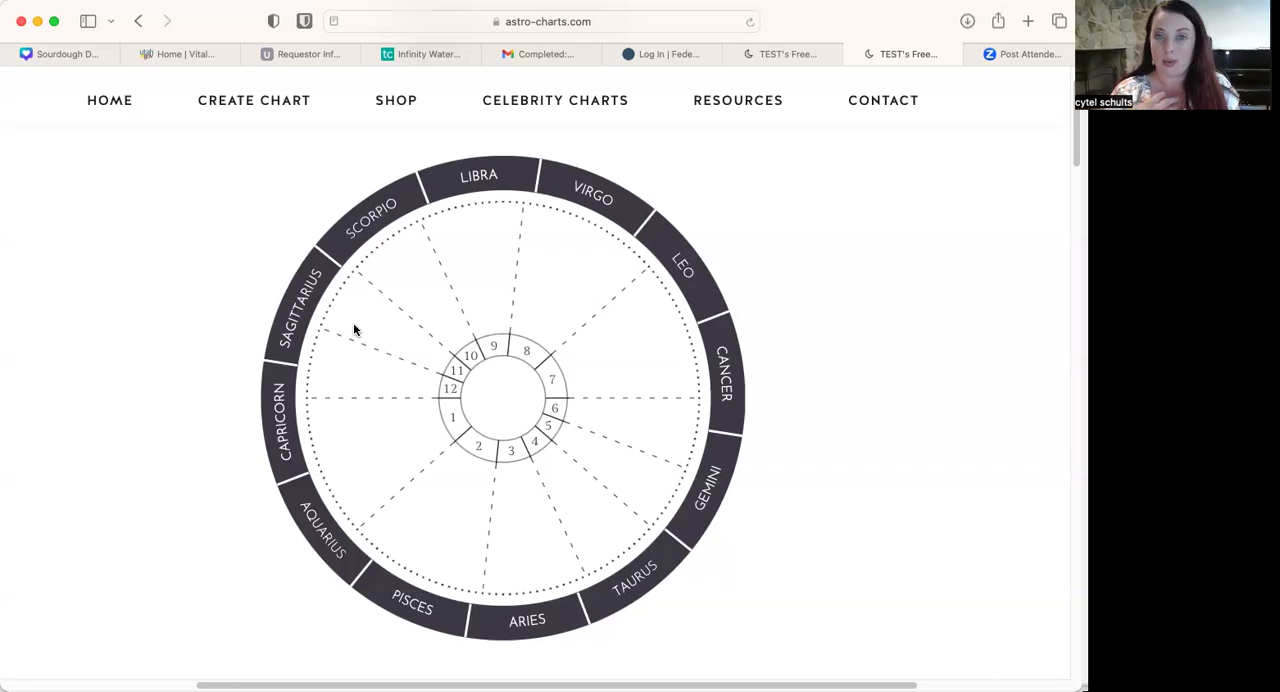 astro-charts.com
Sourdough D...
Home | Vital...
Requestor Inf...
tc Infinity Water...
Completed:...
Log In | Fede...
TEST's Free...
TEST's Free...
Post Attende...
cytel schults
HOME CREATE CHART SHOP CELEBRITY CHARTS RESOURCES CONTACT
LIBRA
VIRGO
LEO
CANCER
GEMINI
TAURUS
ARIES
PISCES
AQUARIUS
CAPRICORN
SAGITTARIUS
SCORPIO
1
2
3
4
5
6
7
8
9
10
11
12